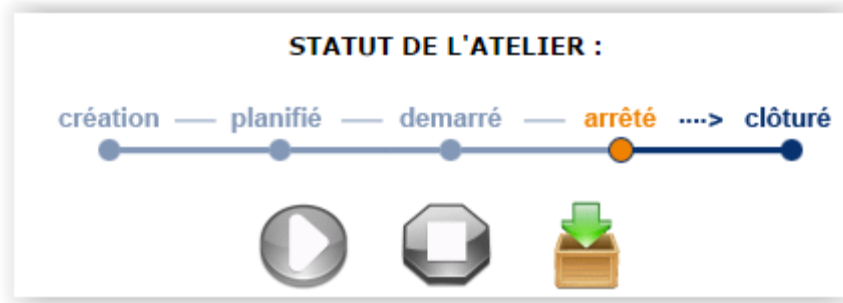 STATUT DE L'ATELIER :
création — planifié — demarré — arrêté ····> clôturé